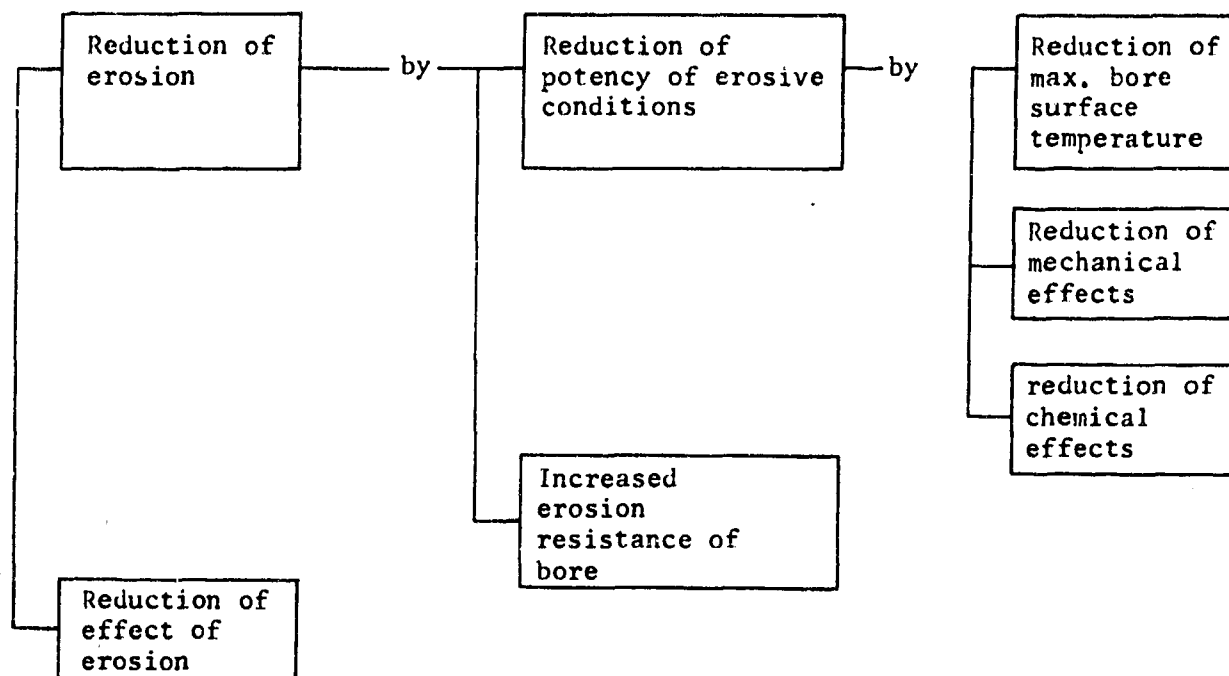 Reduction of
erosion
by
Reduction of
potency of erosive
conditions
by
Reduction of
max. bore
surface
temperature
Reduction of
mechanical
effects
reduction of
chemical
effects
Increased
erosion
resistance of
bore
Reduction of
effect of
erosion